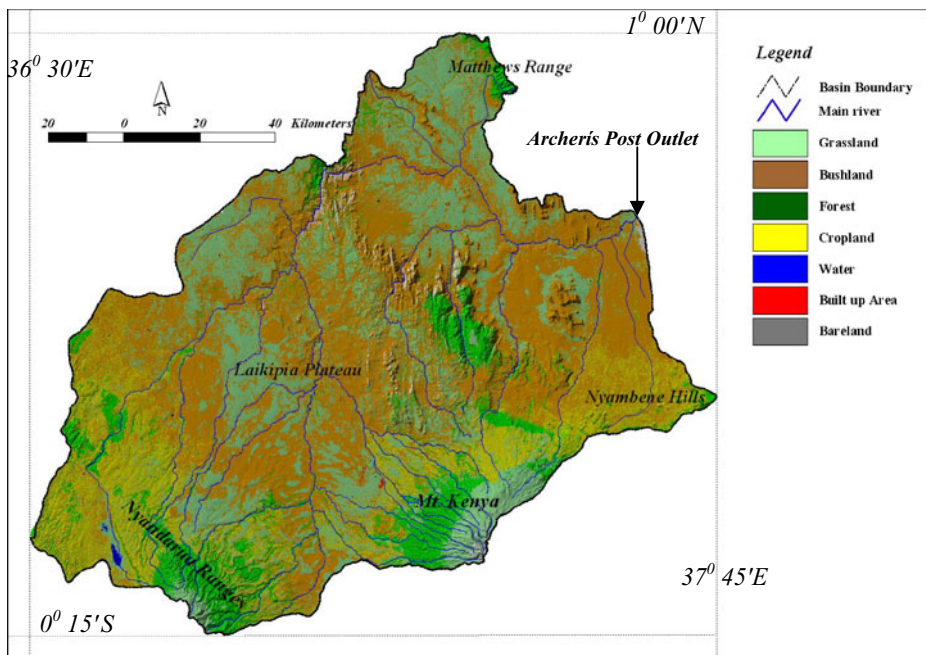 1⁰ 00'N
36⁰ 30'E
Matthews Range
N
20 0 20 40 Kilometers
Archerís Post Outlet
Legend
Basin Boundary
Main river
Grassland
Bushland
Forest
Cropland
Water
Built up Area
Bareland
Laikipia Plateau
Nyambene Hills
Mt. Kenya
Nyandarua Ranges
37⁰ 45'E
0⁰ 15'S